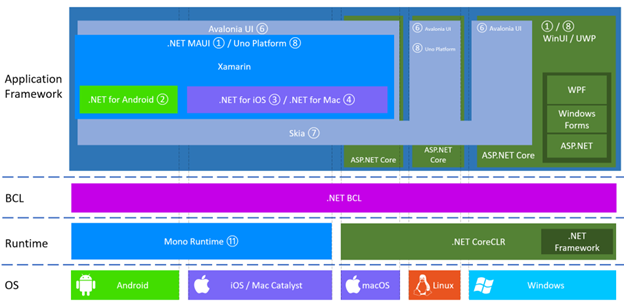 Application
Framework
Avalonia UI ⑥
.NET MAUI ① / Uno Platform ⑧
Xamarin
.NET for Android ②
.NET for iOS ③ / .NET for Mac ④
Skia ⑦
ASP.NET Core
⑥ Avalonia UI
⑧ Uno Platform
ASP.NET
Core
⑥ Avalonia UI
ASP.NET Core
① / ⑧
WinUI / UWP
WPF
Windows
Forms
ASP.NET
BCL
.NET BCL
Runtime
Mono Runtime ⑪
.NET CoreCLR
.NET
Framework
OS
Android
iOS / Mac Catalyst
macOS
Linux
Windows